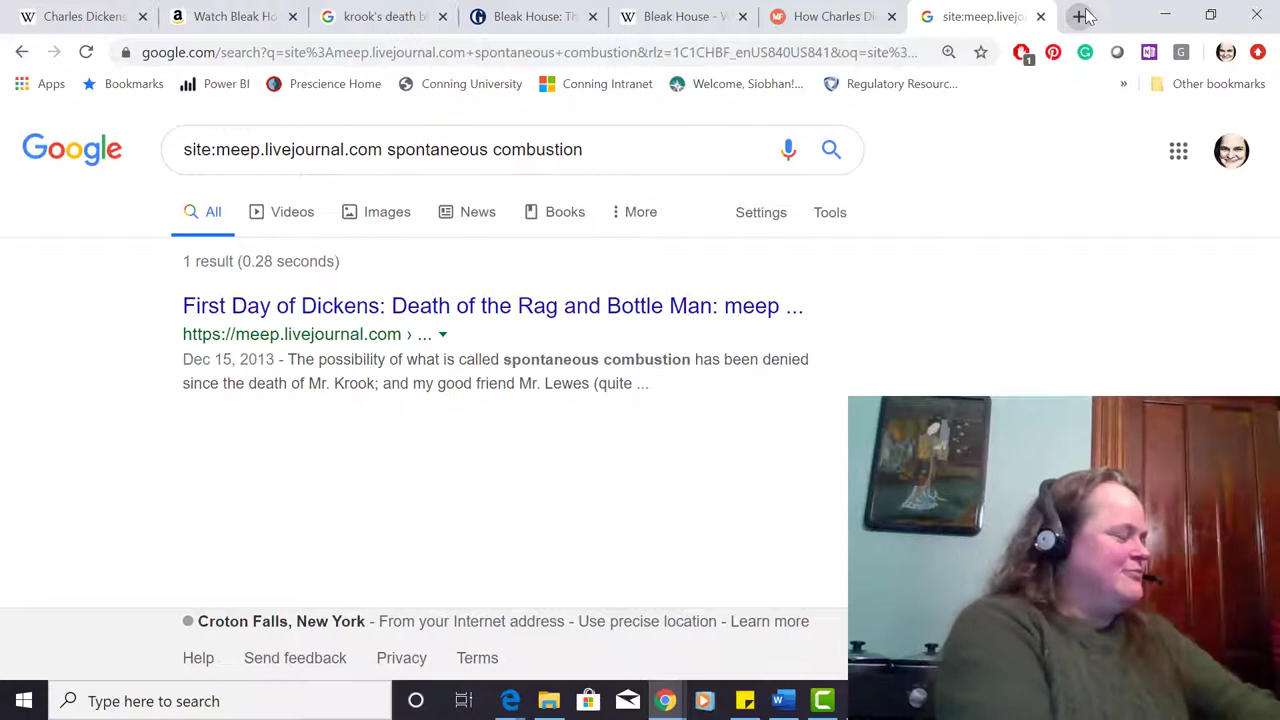 Charles Dickens
Watch Bleak Ho
krook's death bl
Bleak House: Th
Bleak House - W
How Charles Di
site:meep.livejo
google.com/search?q=site%3Ameep.livejournal.com+spontaneous+combustion&rlz=1C1CHBF_enUS840US841&oq=site%3...
1
Apps
Bookmarks
Power BI
Prescience Home
Conning University
Conning Intranet
Welcome, Siobhan!...
Regulatory Resourc...
»
Other bookmarks
Google
site:meep.livejournal.com spontaneous combustion
All
Videos
Images
News
Books
More
Settings
Tools
1 result (0.28 seconds)
First Day of Dickens: Death of the Rag and Bottle Man: meep ...
https://meep.livejournal.com › ...
Dec 15, 2013 - The possibility of what is called spontaneous combustion has been denied
since the death of Mr. Krook; and my good friend Mr. Lewes (quite ...
Croton Falls, New York - From your Internet address - Use precise location - Learn more
Help
Send feedback
Privacy
Terms
Type here to search